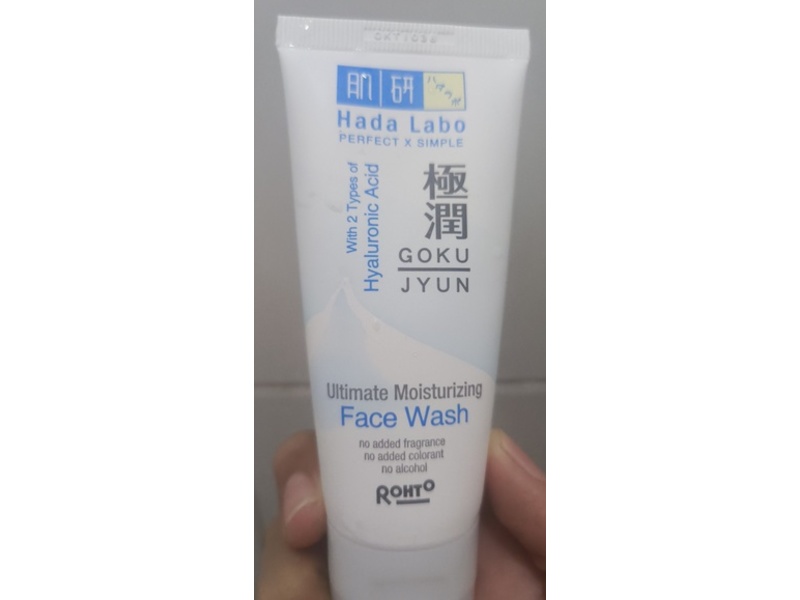 肌研
ハダラボ
Hada Labo
PERFECT X SIMPLE
With 2 Types of
Hyaluronic Acid
極潤
GOKU
JYUN
Ultimate Moisturizing
Face Wash
no added fragrance
no added colorant
no alcohol
ROHTO